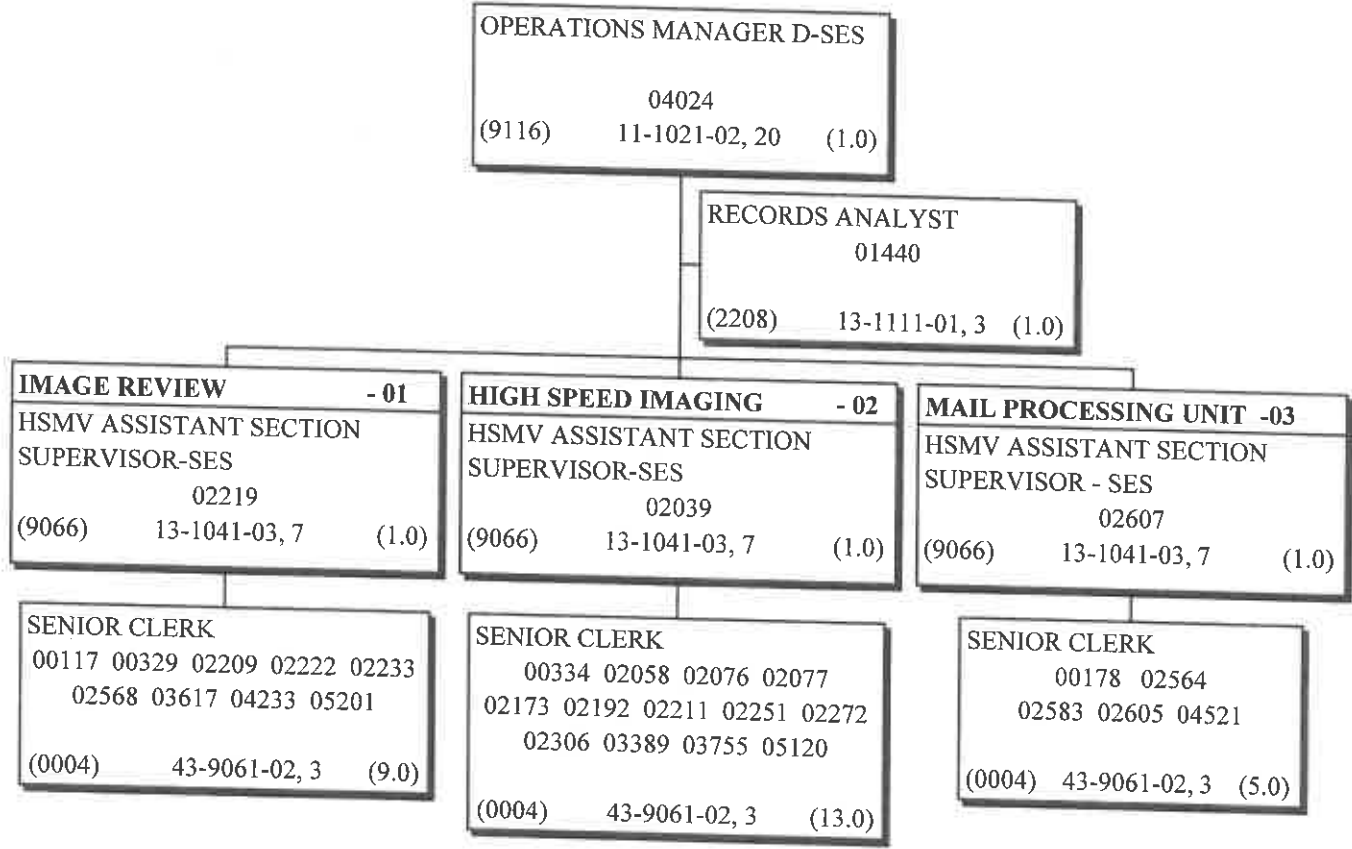 OPERATIONS MANAGER D-SES
04024
(9116) 11-1021-02, 20 (1.0)
RECORDS ANALYST
01440
(2208) 13-1111-01, 3 (1.0)
IMAGE REVIEW - 01
HSMV ASSISTANT SECTION
SUPERVISOR-SES
02219
(9066) 13-1041-03, 7 (1.0)
HIGH SPEED IMAGING - 02
HSMV ASSISTANT SECTION
SUPERVISOR-SES
02039
(9066) 13-1041-03, 7 (1.0)
MAIL PROCESSING UNIT -03
HSMV ASSISTANT SECTION
SUPERVISOR - SES
02607
(9066) 13-1041-03, 7 (1.0)
SENIOR CLERK
00117 00329 02209 02222 02233
02568 03617 04233 05201
(0004) 43-9061-02, 3 (9.0)
SENIOR CLERK
00334 02058 02076 02077
02173 02192 02211 02251 02272
02306 03389 03755 05120
(0004) 43-9061-02, 3 (13.0)
SENIOR CLERK
00178 02564
02583 02605 04521
(0004) 43-9061-02, 3 (5.0)